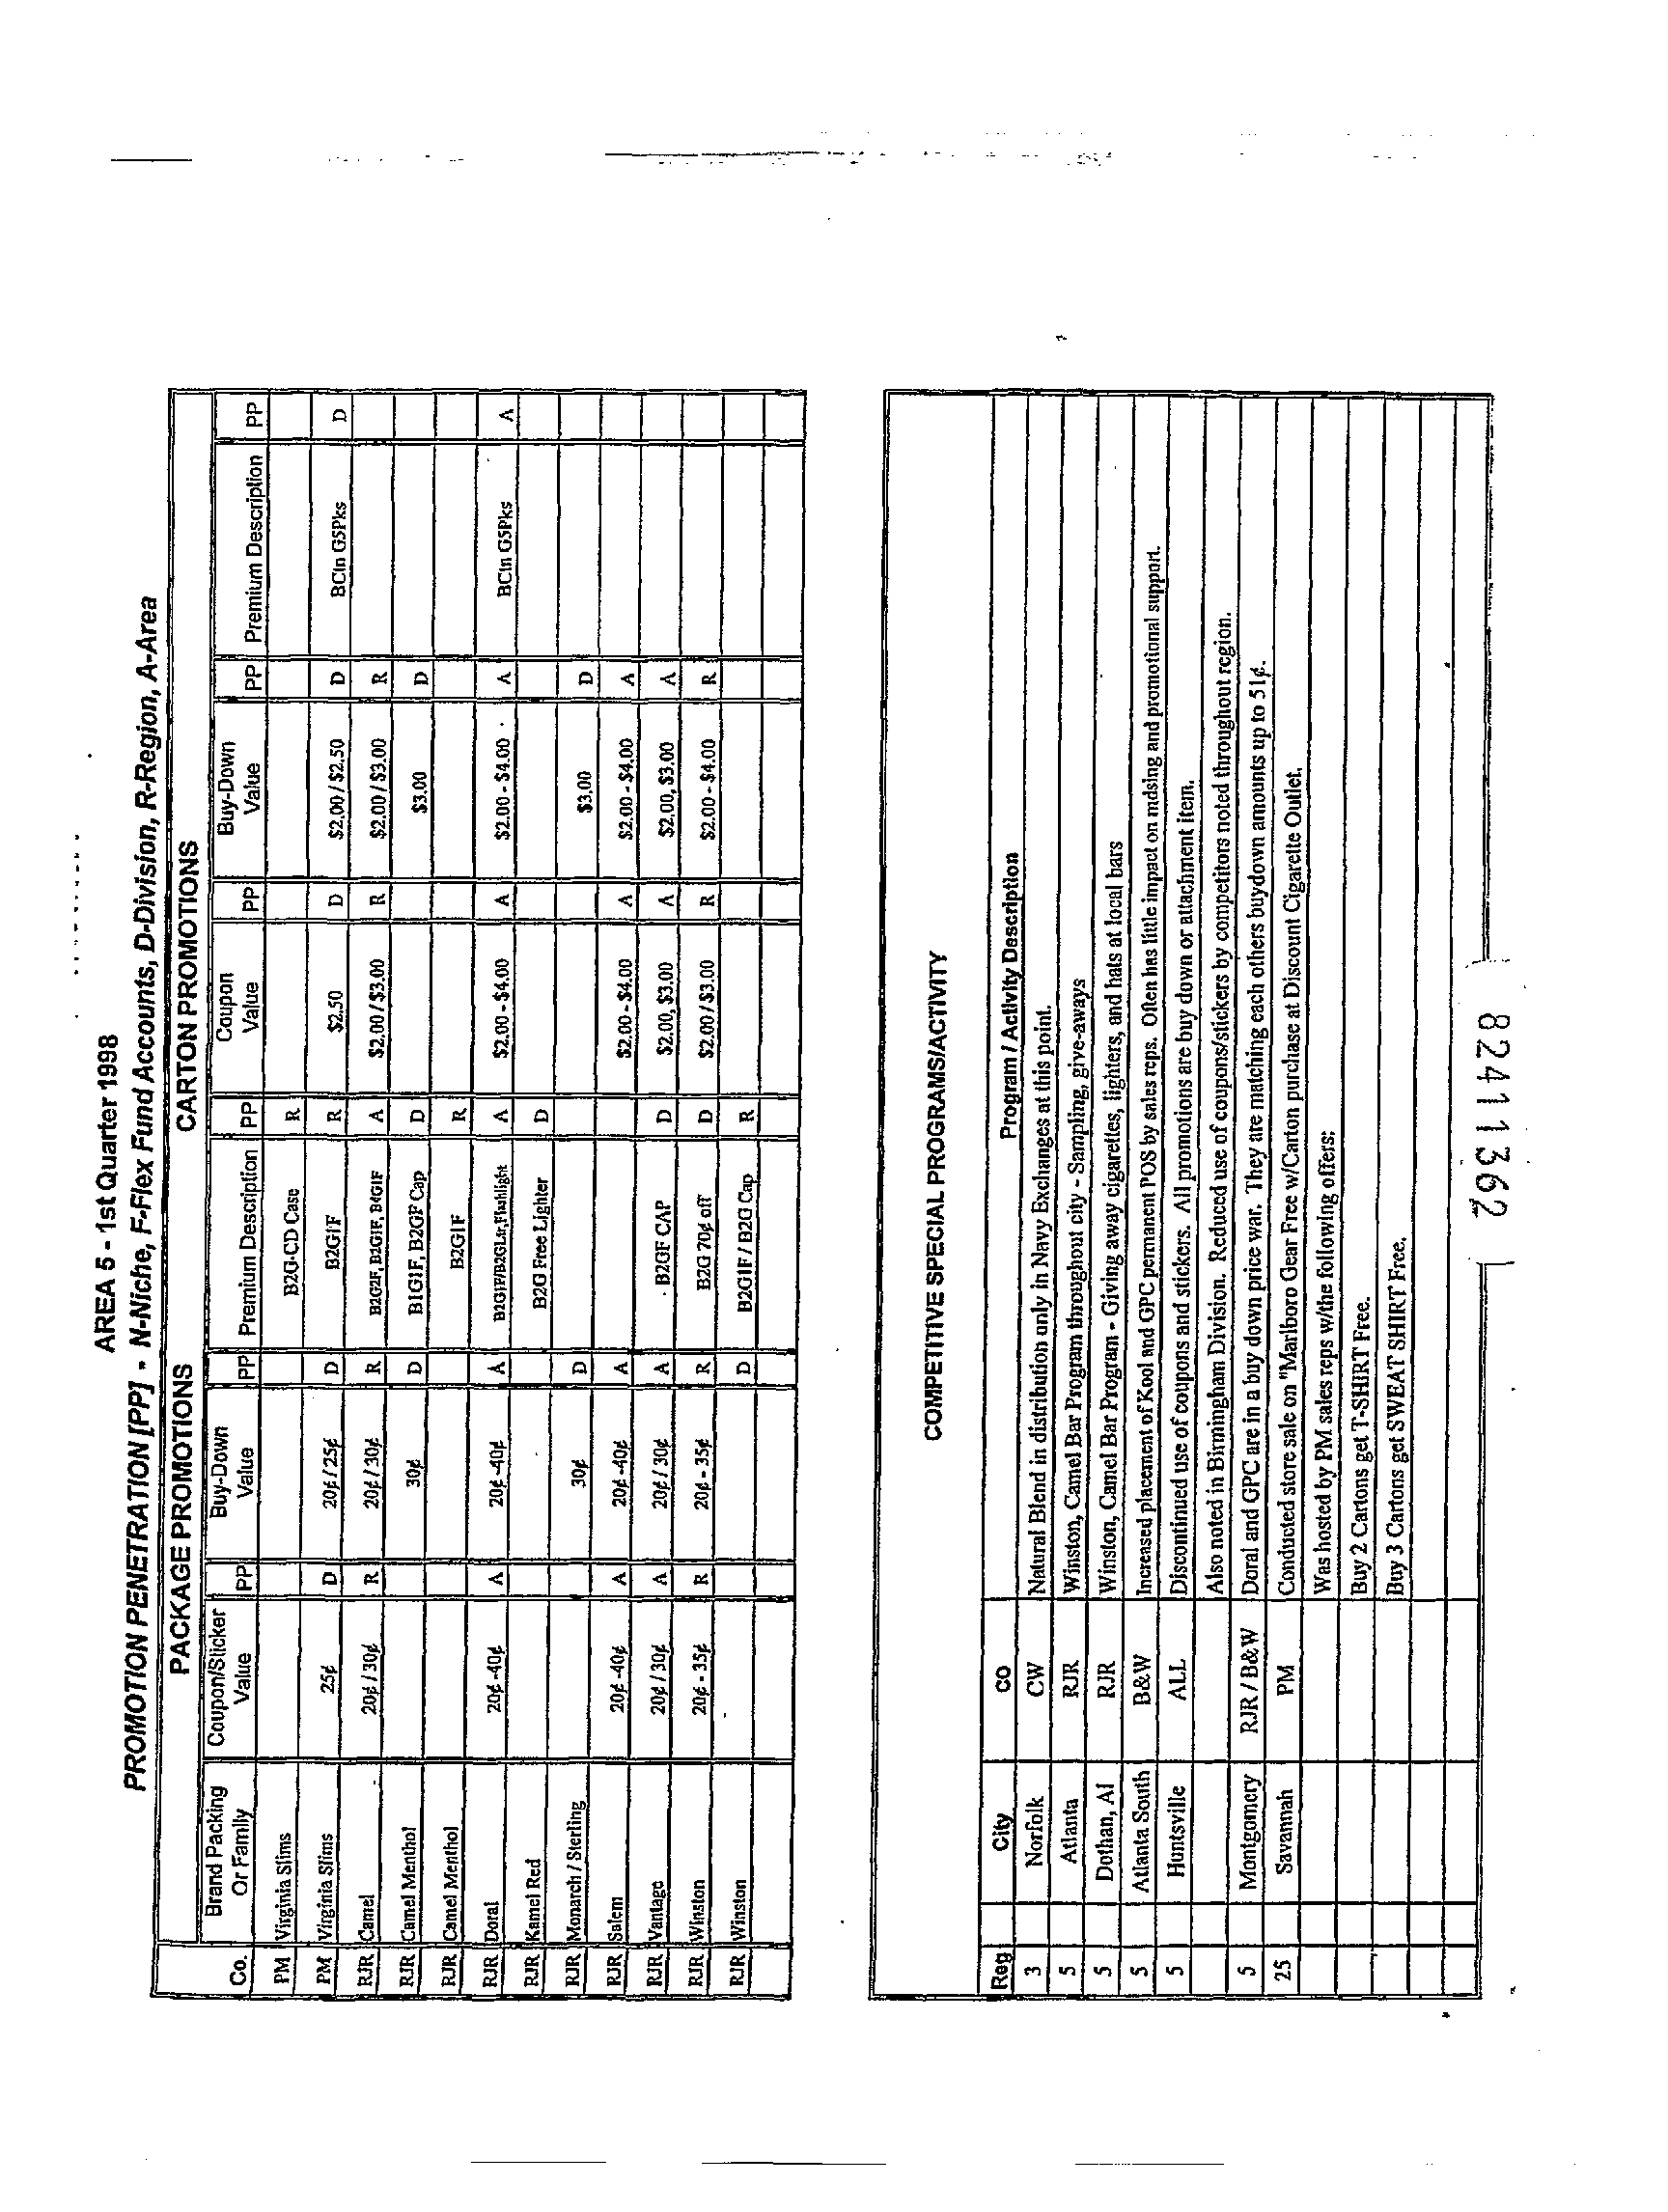 AREA 5 - 1st Quarter 1998
PROMOTION PENETRATION [PP] - N-Niche, F-Flex Fund Accounts, D-Division, R-Region, A-Area
PACKAGE PROMOTIONS CARTON PROMOTIONS
Co. Brand Packing Or Family Coupon/Sticker Value PP Buy-Down Value PP Premium Description PP Coupon Value PP Buy-Down Value PP Premium Description PP
PM Virginia Slims B2G-CD Case R
PM Virginia Slims 25¢ D 20¢ / 25¢ D B2G1F R $2.50 D $2.00 / $2.50 D BC1n G5Pks D
RJR Camel 20¢ / 30¢ R 20¢ / 30¢ R B2G2F, B2G1F, B4G1F A $2.00 / $3.00 R $2.00 / $3.00 R
RJR Camel Menthol 30¢ D B1G1F, B2GF Cap D $3.00 D
RJR Camel Menthol B2G1F R
RJR Doral 20¢ -40¢ A 20¢ -40¢ A B2G1F/B2GLtr,Flashlight A $2.00 - $4.00 A $2.00 - $4.00 A BC1n G5Pks A
RJR Kamel Red B2G Free Lighter D
RJR Monarch / Sterling 30¢ D $3.00 D
RJR Salem 20¢ -40¢ A 20¢ -40¢ A $2.00 - $4.00 A $2.00 - $4.00 A
RJR Vantage 20¢ / 30¢ A 20¢ / 30¢ A B2GF CAP D $2.00, $3.00 A $2.00, $3.00 A
RJR Winston 20¢ - 35¢ R 20¢ - 35¢ R B2G 70¢ off D $2.00 / $3.00 R $2.00 - $4.00 R
RJR Winston D B2G1F / B2G Cap R
COMPETITIVE SPECIAL PROGRAMS/ACTIVITY
Reg City CO Program / Activity Description
3 Norfolk CW Natural Blend in distribution only in Navy Exchanges at this point.
5 Atlanta RJR Winston, Camel Bar Program throughout city - Sampling, give-aways
5 Dothan, Al RJR Winston, Camel Bar Program - Giving away cigarettes, lighters, and hats at local bars
5 Atlanta South B&W Increased placement of Kool and GPC permanent POS by sales reps. Often has little impact on mdsing and promotional support.
5 Huntsville ALL Discontinued use of coupons and stickers. All promotions are buy down or attachment item.
Also noted in Birmingham Division. Reduced use of coupons/stickers by competitors noted throughout region.
5 Montgomery RJR / B&W Doral and GPC are in a buy down price war. They are matching each others buydown amounts up to 51¢.
25 Savannah PM Conducted store sale on "Marlboro Gear Free w/Carton purchase at Discount Cigarette Outlet.
Was hosted by PM sales reps w/the following offers:
Buy 2 Cartons get T-SHIRT Free.
Buy 3 Cartons get SWEAT SHIRT Free.
82411362